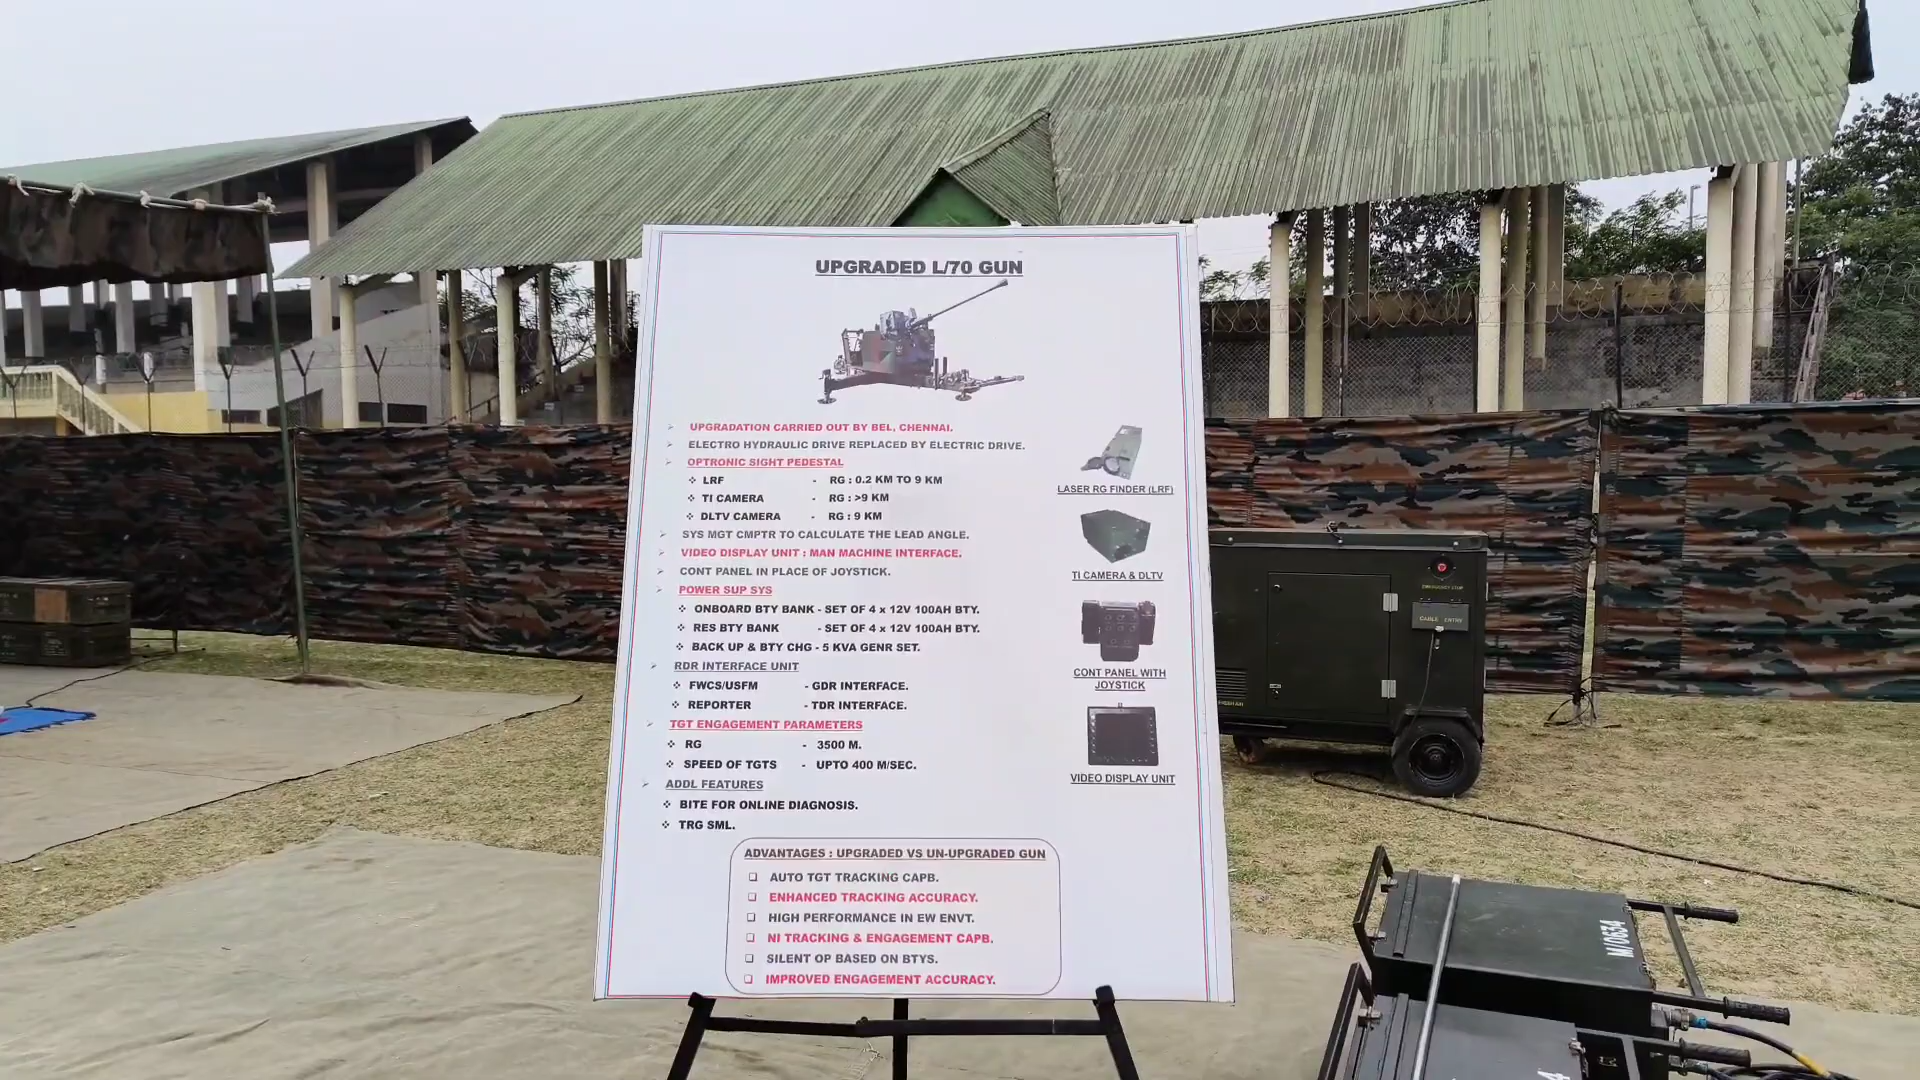 UPGRADED L/70 GUN
UPGRADATION CARRIED OUT BY BEL, CHENNAI.
ELECTRO HYDRAULIC DRIVE REPLACED BY ELECTRIC DRIVE.
OPTRONIC SIGHT PEDESTAL
LRF - RG : 0.2 KM TO 9 KM
TI CAMERA - RG : >9 KM
DLTV CAMERA - RG : 9 KM
SYS MGT CMPTR TO CALCULATE THE LEAD ANGLE.
VIDEO DISPLAY UNIT : MAN MACHINE INTERFACE.
CONT PANEL IN PLACE OF JOYSTICK.
POWER SUP SYS
ONBOARD BTY BANK - SET OF 4 x 12V 100AH BTY.
RES BTY BANK - SET OF 4 x 12V 100AH BTY.
BACK UP & BTY CHG - 5 KVA GENR SET.
RDR INTERFACE UNIT
FWCS/USFM - GDR INTERFACE.
REPORTER - TDR INTERFACE.
TGT ENGAGEMENT PARAMETERS
RG - 3500 M.
SPEED OF TGTS - UPTO 400 M/SEC.
ADDL FEATURES
BITE FOR ONLINE DIAGNOSIS.
TRG SML.
LASER RG FINDER (LRF)
TI CAMERA & DLTV
CONT PANEL WITH
JOYSTICK
VIDEO DISPLAY UNIT
ADVANTAGES : UPGRADED VS UN-UPGRADED GUN
AUTO TGT TRACKING CAPB.
ENHANCED TRACKING ACCURACY.
HIGH PERFORMANCE IN EW ENVT.
NI TRACKING & ENGAGEMENT CAPB.
SILENT OP BASED ON BTYS.
IMPROVED ENGAGEMENT ACCURACY.
EMERGENCY STOP
CABLE ENTRY
FRESH AIR
M/0634
4